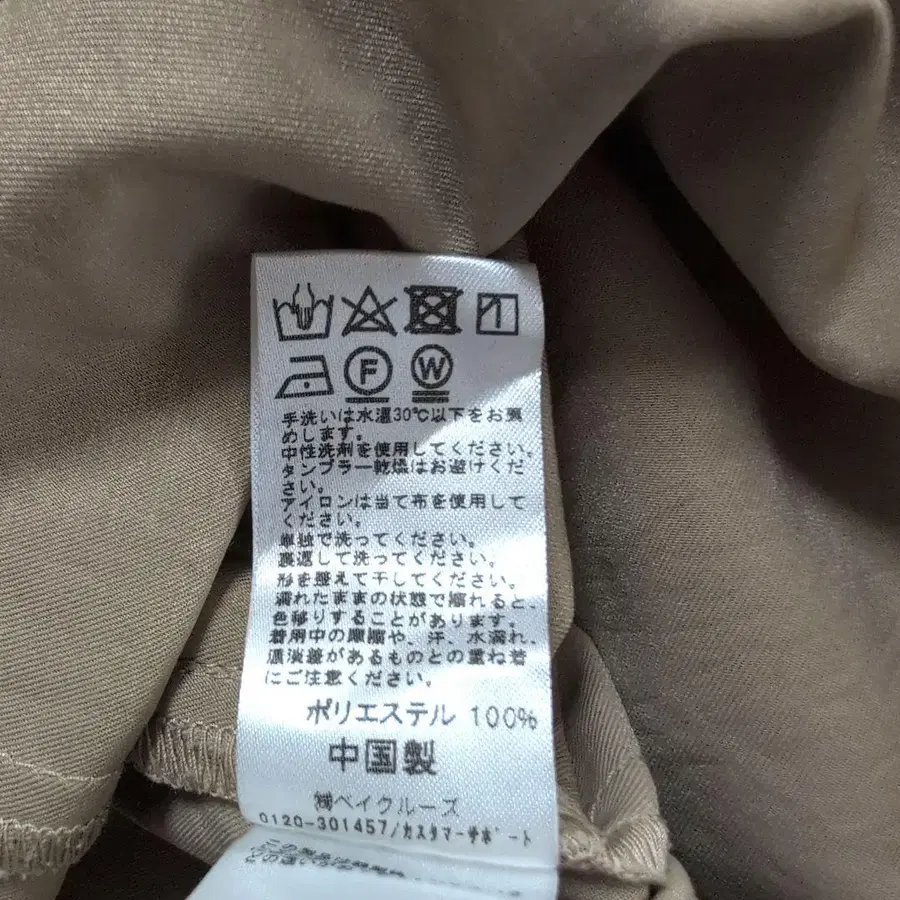 F W
手洗いは水温30℃以下をお薦
めします。
中性洗剤を使用してください。
タンブラー乾燥はお避けくだ
さい。
アイロンは当て布を使用して
ください。
単独で洗ってください。
裏返して洗ってください。
形を整えて干してください。
濡れたままの状態で擦れると、
色移りすることがあります。
着用中の摩擦や、汗、水濡れ、
濃淡差があるものとの重ね着
にご注意ください。
ポリエステル 100%
中国製
㈱ベイクルーズ
0120-301457/カスタマーサポート
この製品は